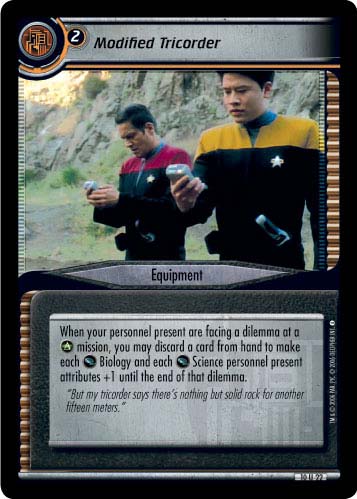 2
Modified Tricorder
Equipment
When your personnel present are facing a dilemma at a
mission, you may discard a card from hand to make
each Biology and each Science personnel present
attributes +1 until the end of that dilemma.
"But my tricorder says there's nothing but solid rock for another
fifteen meters."
10 U 22